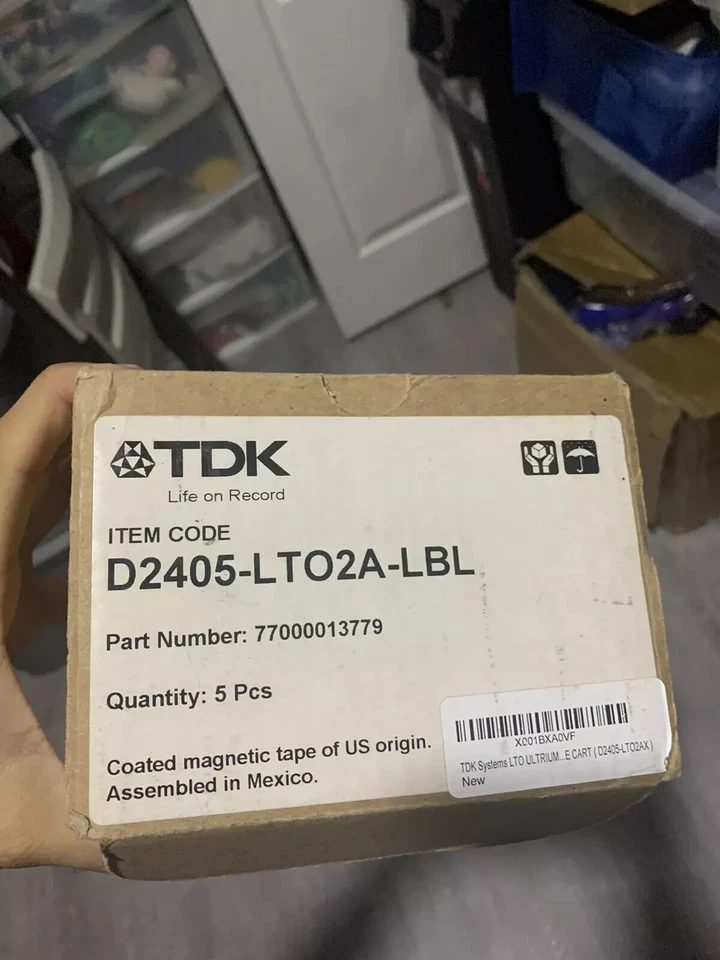 TDK
Life on Record
ITEM CODE
D2405-LTO2A-LBL
Part Number: 77000013779
Quantity: 5 Pcs
Coated magnetic tape of US origin.
Assembled in Mexico.
X001BXA0VF
TDK Systems LTO ULTRIUM...E CART ( D2405-LTO2AX )
New